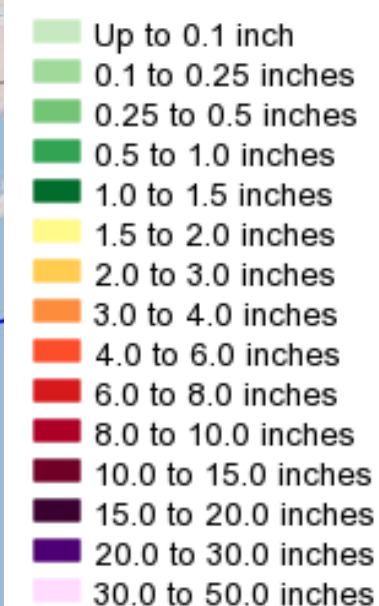 Up to 0.1 inch
0.1 to 0.25 inches
0.25 to 0.5 inches
0.5 to 1.0 inches
1.0 to 1.5 inches
1.5 to 2.0 inches
2.0 to 3.0 inches
3.0 to 4.0 inches
4.0 to 6.0 inches
6.0 to 8.0 inches
8.0 to 10.0 inches
10.0 to 15.0 inches
15.0 to 20.0 inches
20.0 to 30.0 inches
30.0 to 50.0 inches